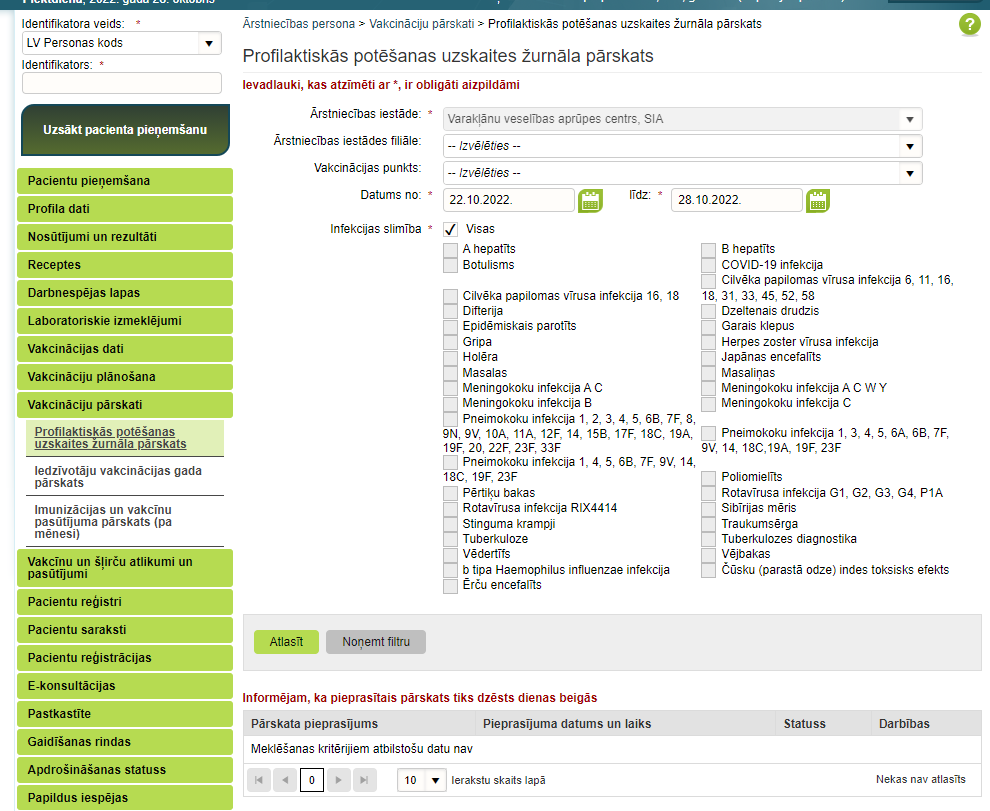 Piektdiena, 2022. gada 28. oktobris
Identifikatora veids: *
LV Personas kods
Identifikators: *
Uzsākt pacienta pieņemšanu
Pacientu pieņemšana
Profila dati
Nosūtījumi un rezultāti
Receptes
Darbnespējas lapas
Laboratoriskie izmeklējumi
Vakcinācijas dati
Vakcināciju plānošana
Vakcināciju pārskati
Profilaktiskās potēšanas
uzskaites žurnāla pārskats
Iedzīvotāju vakcinācijas gada
pārskats
Imunizācijas un vakcīnu
pasūtījuma pārskats (pa
mēnesi)
Vakcīnu un šļirču atlikumi un
pasūtījumi
Pacientu reģistri
Pacientu saraksti
Pacientu reģistrācijas
E-konsultācijas
Pastkastīte
Gaidīšanas rindas
Apdrošināšanas statuss
Papildus iespējas
Ārstniecības persona > Vakcināciju pārskati > Profilaktiskās potēšanas uzskaites žurnāla pārskats
?
Profilaktiskās potēšanas uzskaites žurnāla pārskats
Ievadlauki, kas atzīmēti ar *, ir obligāti aizpildāmi
Ārstniecības iestāde: * Varakļānu veselības aprūpes centrs, SIA
Ārstniecības iestādes filiāle: -- Izvēlēties --
Vakcinācijas punkts: -- Izvēlēties --
Datums no: * 22.10.2022. līdz: * 28.10.2022.
Infekcijas slimība * Visas
A hepatīts B hepatīts
Botulisms COVID-19 infekcija
Cilvēka papilomas vīrusa infekcija 6, 11, 16,
Cilvēka papilomas vīrusa infekcija 16, 18 18, 31, 33, 45, 52, 58
Difterija Dzeltenais drudzis
Epidēmiskais parotīts Garais klepus
Gripa Herpes zoster vīrusa infekcija
Holēra Japānas encefalīts
Masalas Masaliņas
Meningokoku infekcija A C Meningokoku infekcija A C W Y
Meningokoku infekcija B Meningokoku infekcija C
Pneimokoku infekcija 1, 2, 3, 4, 5, 6B, 7F, 8,
9N, 9V, 10A, 11A, 12F, 14, 15B, 17F, 18C, 19A, Pneimokoku infekcija 1, 3, 4, 5, 6A, 6B, 7F,
19F, 20, 22F, 23F, 33F 9V, 14, 18C,19A, 19F, 23F
Pneimokoku infekcija 1, 4, 5, 6B, 7F, 9V, 14,
18C, 19F, 23F Poliomielīts
Pērtiķu bakas Rotavīrusa infekcija G1, G2, G3, G4, P1A
Rotavīrusa infekcija RIX4414 Sibīrijas mēris
Stinguma krampji Traukumsērga
Tuberkuloze Tuberkulozes diagnostika
Vēdertīfs Vējbakas
b tipa Haemophilus influenzae infekcija Čūsku (parastā odze) indes toksisks efekts
Ērču encefalīts
Atlasīt Noņemt filtru
Informējam, ka pieprasītais pārskats tiks dzēsts dienas beigās
Pārskata pieprasījums Pieprasījuma datums un laiks Statuss Darbības
Meklēšanas kritērijiem atbilstošu datu nav
0 10 Ierakstu skaits lapā Nekas nav atlasīts